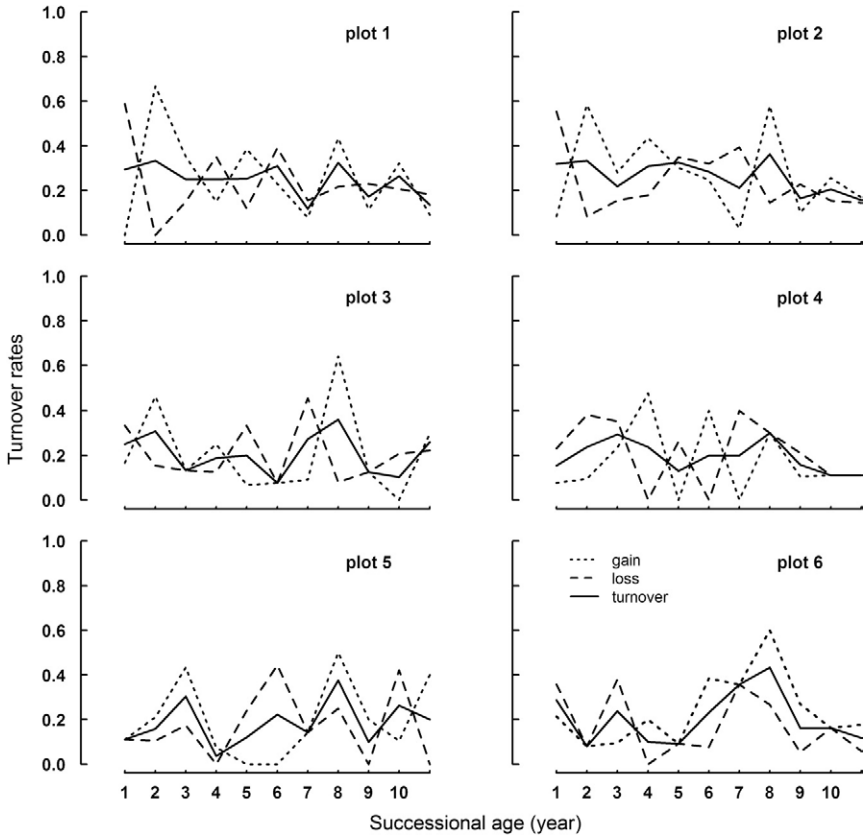 1.0
0.8
0.6
0.4
0.2
0.0
plot 1
plot 2
1.0
0.8
0.6
0.4
0.2
0.0
plot 3
plot 4
Turnover rates
1.0
0.8
0.6
0.4
0.2
0.0
plot 5
plot 6
gain
loss
turnover
1 2 3 4 5 6 7 8 9 10
1 2 3 4 5 6 7 8 9 10
Successional age (year)